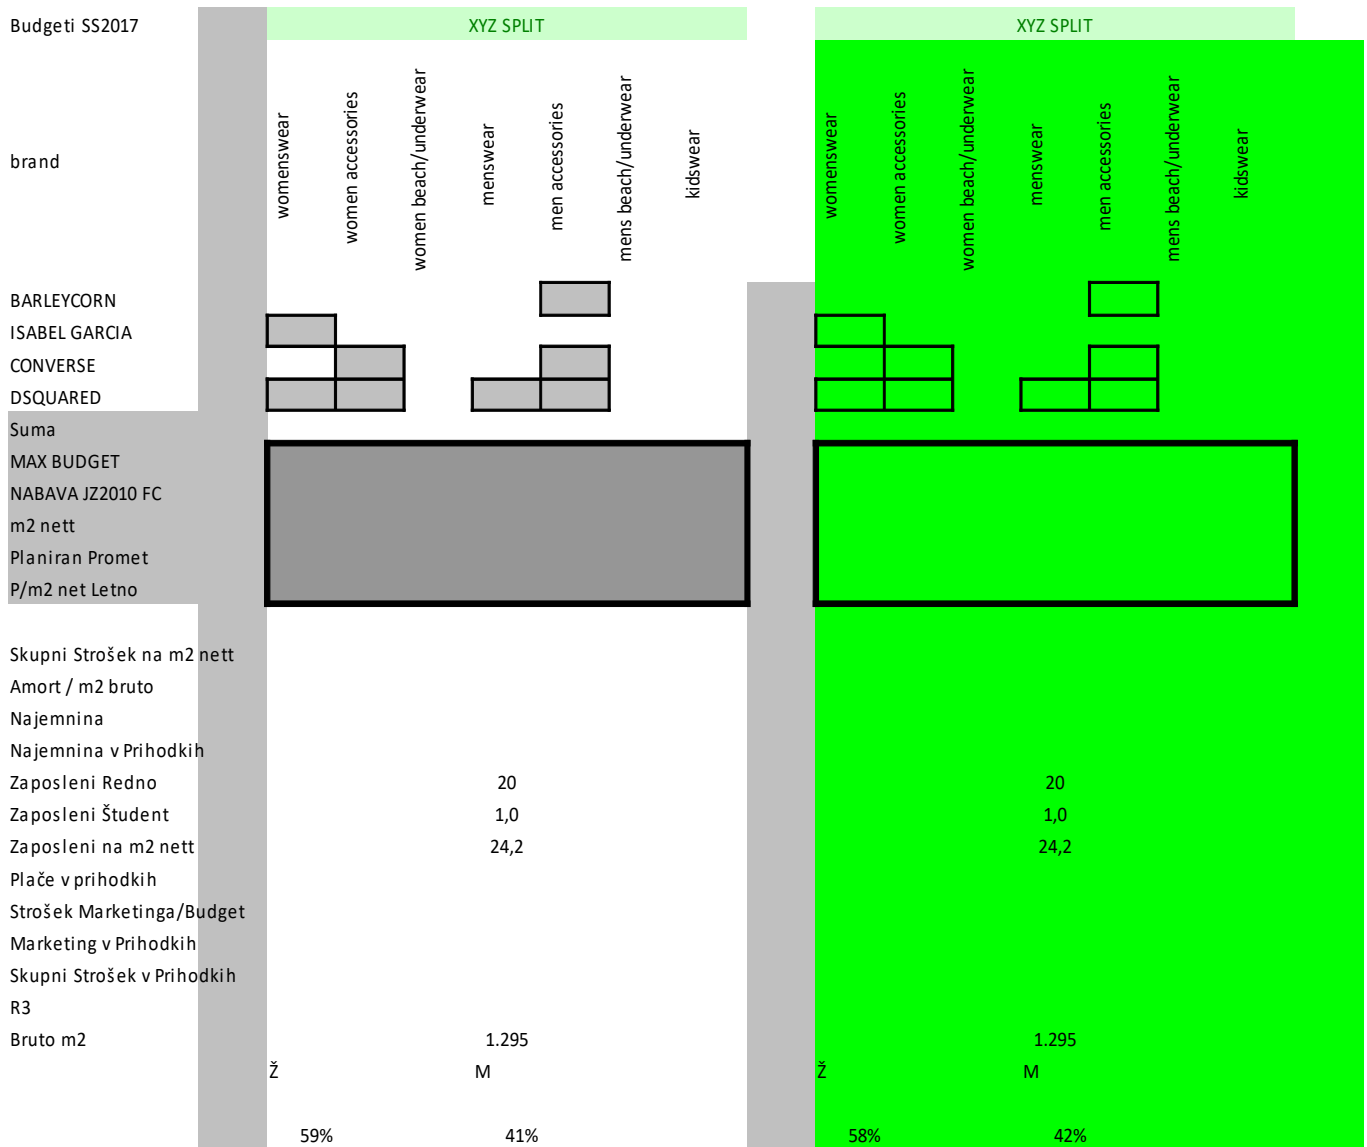 Budgeti SS2017 XYZ SPLIT XYZ SPLIT
brand womenswear women accessories women beach/underwear menswear men accessories mens beach/underwear kidswear womenswear women accessories women beach/underwear menswear men accessories mens beach/underwear kidswear
BARLEYCORN
ISABEL GARCIA
CONVERSE
DSQUARED
Suma
MAX BUDGET
NABAVA JZ2010 FC
m2 nett
Planiran Promet
P/m2 net Letno
Skupni Strošek na m2 nett
Amort / m2 bruto
Najemnina
Najemnina v Prihodkih
Zaposleni Redno 20 20
Zaposleni Študent 1,0 1,0
Zaposleni na m2 nett 24,2 24,2
Plače v prihodkih
Strošek Marketinga/Budget
Marketing v Prihodkih
Skupni Strošek v Prihodkih
R3
Bruto m2 1.295 1.295
Ž M Ž M
59% 41% 58% 42%